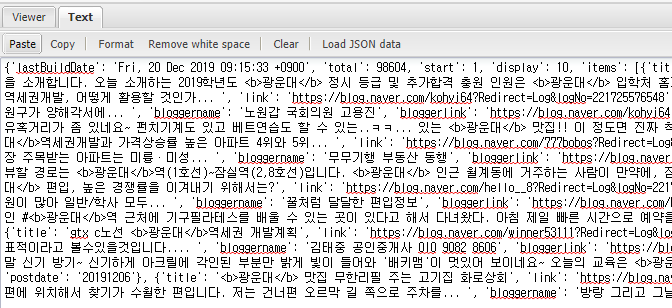 Viewer Text
Paste Copy Format Remove white space Clear Load JSON data
{'lastBuildDate': 'Fri, 20 Dec 2019 09:15:33 +0900', 'total': 98604, 'start': 1, 'display': 10, 'items': [{'titl
을 소개합니다. 오늘 소개하는 2019학년도 <b>광운대</b> 정시 등급 및 추가합격 충원 인원은 <b>광운대</b> 입학처 홈
역세권개발, 어떻게 활용할 것인가... ', 'link': 'https://blog.naver.com/kohyj64?Redirect=Log&logNo=221725576548'
원구가 양해각서에... ', 'bloggername': '노원갑 국회의원 고용진', 'bloggerlink': 'https://blog.naver.com/kohyj64
유혹거리가 좀 있네요~ 펀치기계도 있고 베트연습도 할 수 있는...ㅋㅋ... 있는 <b>광운대</b> 맛집!! 이 정도면 진짜
대</b>역세권개발과 가격상승률 높은 아파트 4위와 5위... ', 'link': 'https://blog.naver.com/777bobos?Redirect=Log
장 주목받는 아파트는 미륭ㆍ미성... ', 'bloggername': '무무기행 부동산 동행', 'bloggerlink': 'https://blog.naver
뷰할 경로는 <b>광운대</b>역(1호선)-잠실역(2,8호선)입니다. <b>광운대</b> 인근 월계동에 거주하는 사람이 만약에,
대</b> 편입, 높은 경쟁률을 이겨내기 위해서는?', 'link': 'https://blog.naver.com/hello__8?Redirect=Log&logNo=221
원이 많아 일반/학사 모두... ', 'bloggername': '꿀처럼 달달한 편입정보', 'bloggerlink': 'https://blog.naver.com/
인 #<b>광운대</b>역 근처에 기구필라테스를 배울 수 있는 곳이 있다고 해서 다녀왔다. 아침 제일 빠른 시간으로 예약을
{'title': 'gtx c노선 <b>광운대</b>역세권 개발계획', 'link': 'https://blog.naver.com/winner53111?Redirect=Log&log
표적이라고 볼수있을것입니다.... ', 'bloggername': '김태중 공인중개사 010 9082 8606', 'bloggerlink': 'https://bl
말 신기 방기~ 신기하게 아크릴에 각인된 부분만 밝게 빛이 들어와 '배키맴'이 멋있어 보이네요~ 오늘의 교육은 <b>광운
'postdate': '20191206'}, {'title': '<b>광운대</b> 맛집 무한리필 주는 고기집 화로상회', 'link': 'https://blog.na
편에 위치해서 찾기가 수월한 편입니다. 저는 건너편 오르막 길 쪽으로 주차를... ', 'bloggername': '방랑 그리고